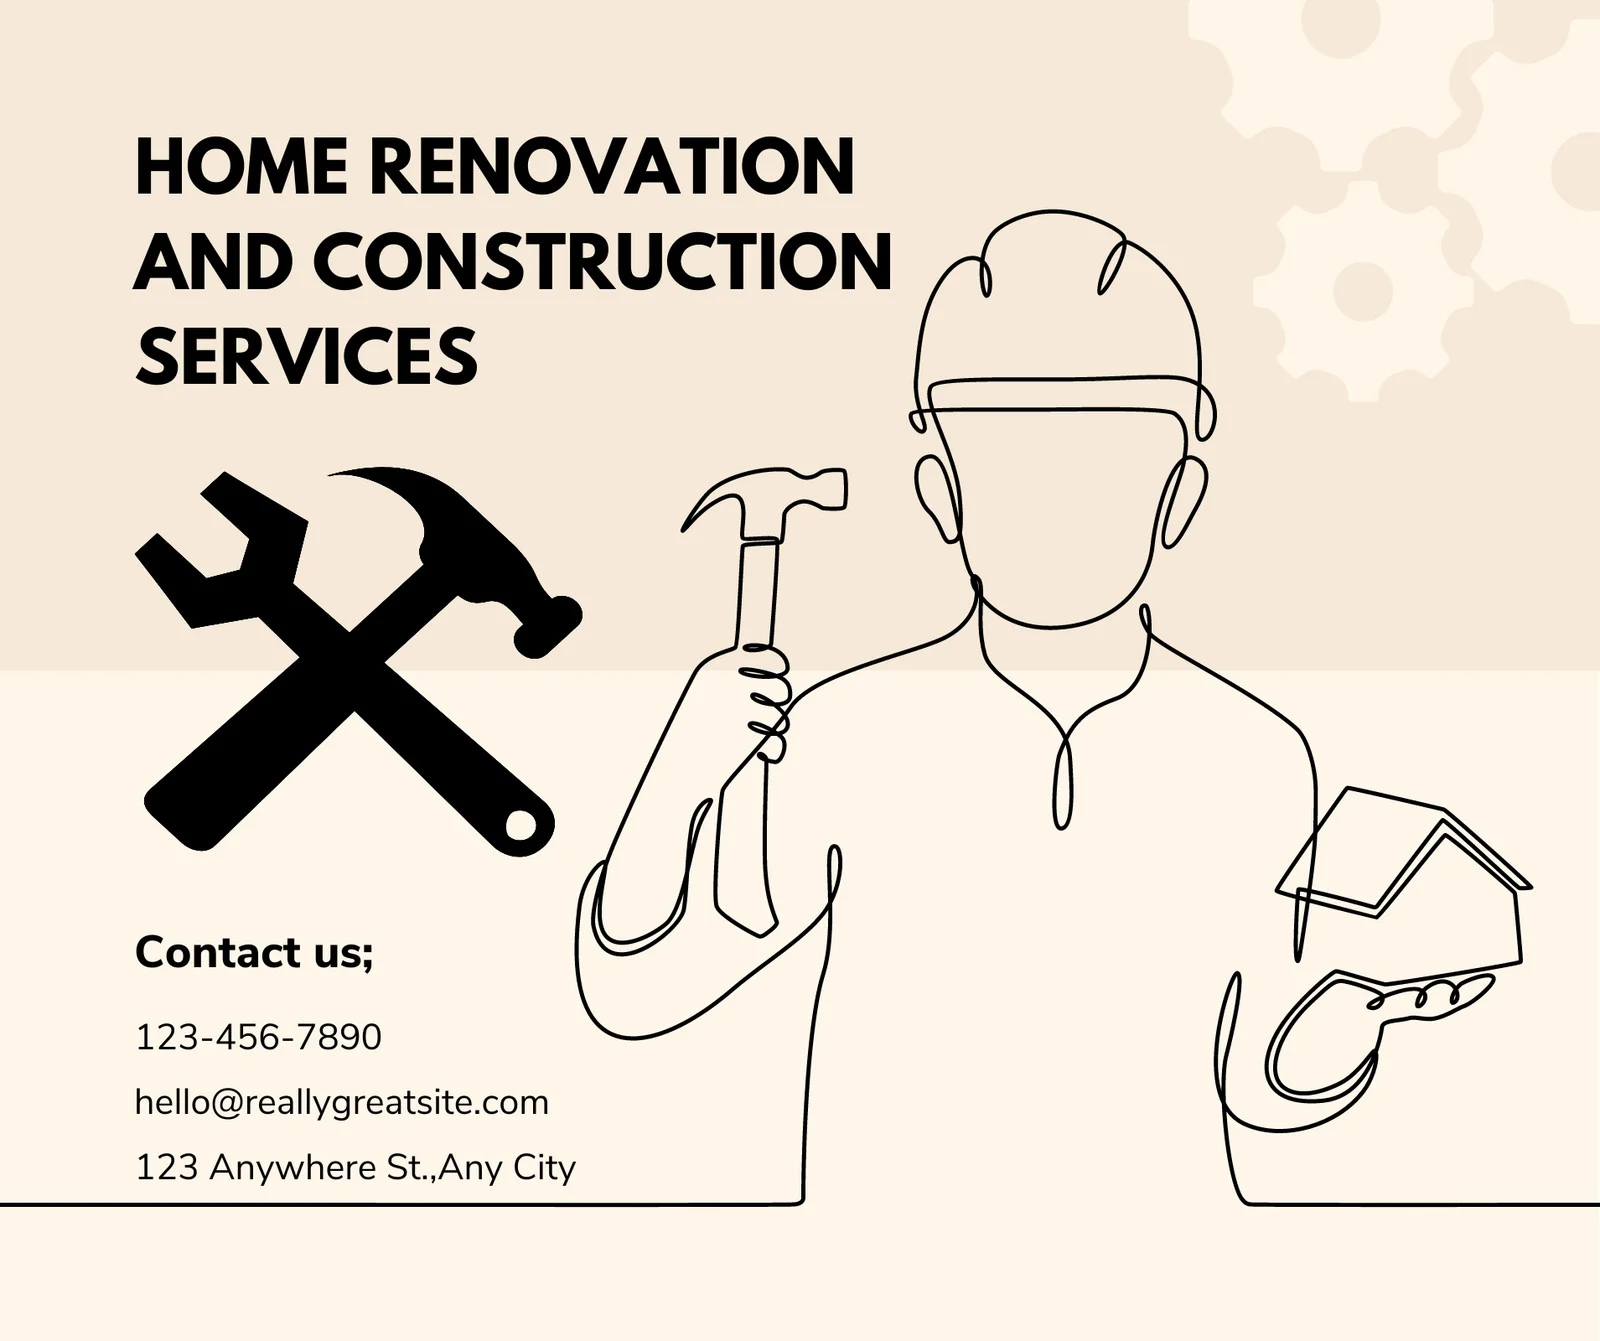 HOME RENOVATION
AND CONSTRUCTION
SERVICES
Contact us;
123-456-7890
hello@reallygreatsite.com
123 Anywhere St.,Any City